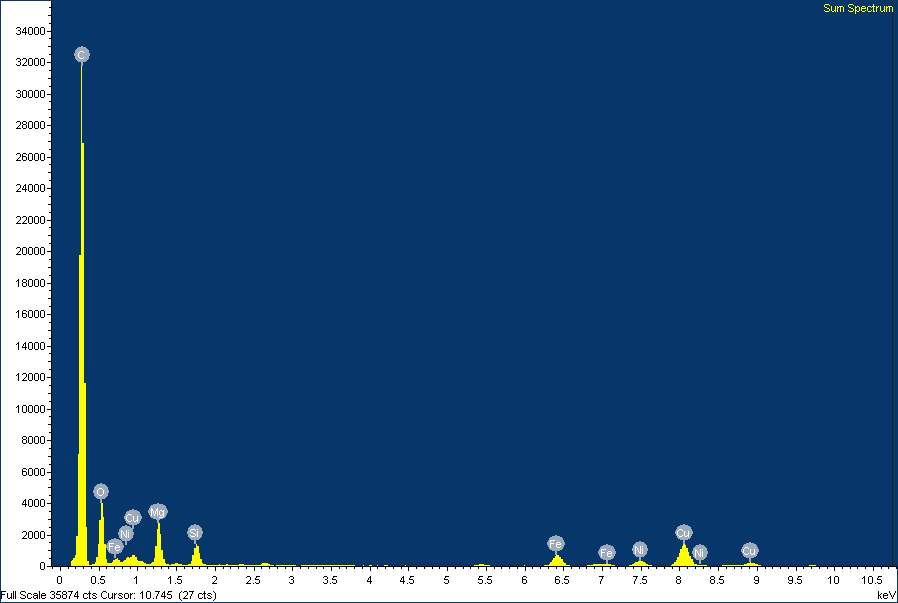 Sum Spectrum
34000
32000
30000
28000
26000
24000
22000
20000
18000
16000
14000
12000
10000
8000
6000
4000
2000
0
C
O
Fe
Ni
Cu
Mg
Si
Fe
Fe
Ni
Cu
Ni
Cu
0 0.5 1 1.5 2 2.5 3 3.5 4 4.5 5 5.5 6 6.5 7 7.5 8 8.5 9 9.5 10 10.5
Full Scale 35874 cts Cursor: 10.745 (27 cts) keV